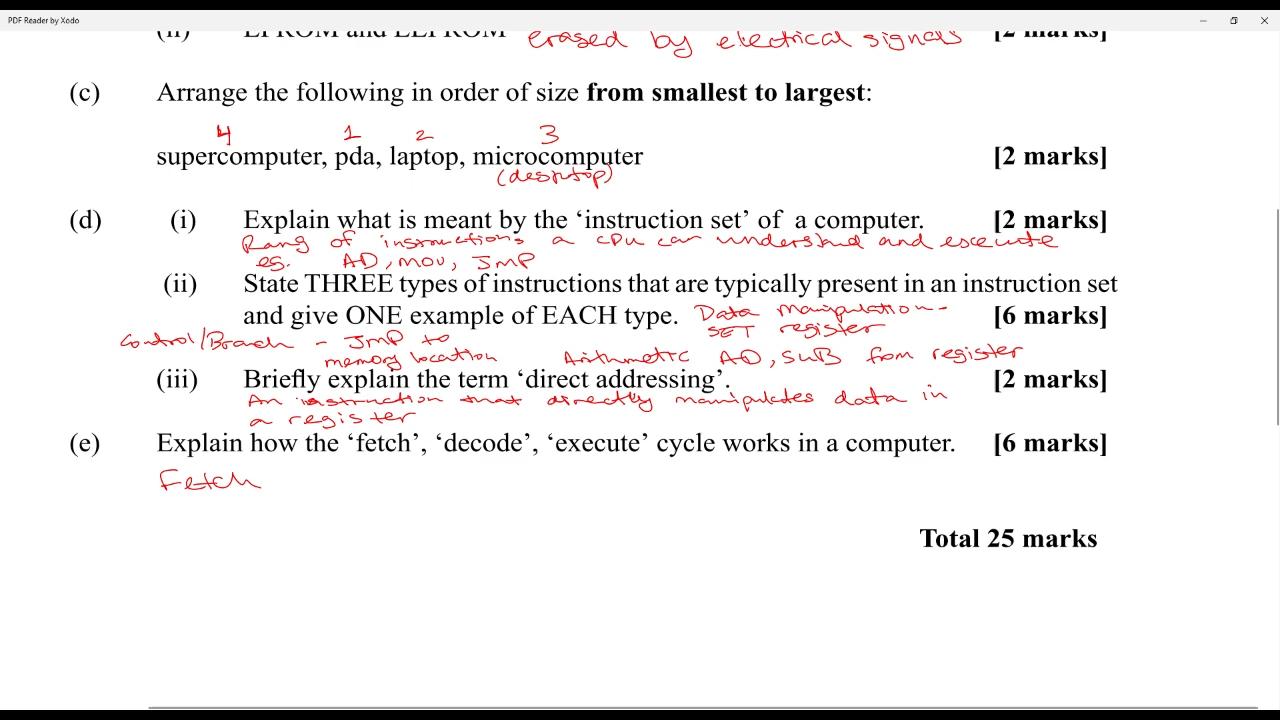 PDF Reader by Xodo
(ii) EPROM and EEPROM erased by electrical signals [2 marks]
(c) Arrange the following in order of size from smallest to largest:
4 1 2 3
supercomputer, pda, laptop, microcomputer [2 marks]
(desktop)
(d) (i) Explain what is meant by the ‘instruction set’ of a computer. [2 marks]
Rang of instructions a CPU can understand and execute
eg. AD, MOV, JMP
(ii) State THREE types of instructions that are typically present in an instruction set
and give ONE example of EACH type. Data manipulation - [6 marks]
SET register
Control/Branch - JMP to
memory location Arithmetic AD, SUB from register
(iii) Briefly explain the term ‘direct addressing’. [2 marks]
An instruction that directly manipulates data in
a register
(e) Explain how the ‘fetch’, ‘decode’, ‘execute’ cycle works in a computer. [6 marks]
Fetch
Total 25 marks